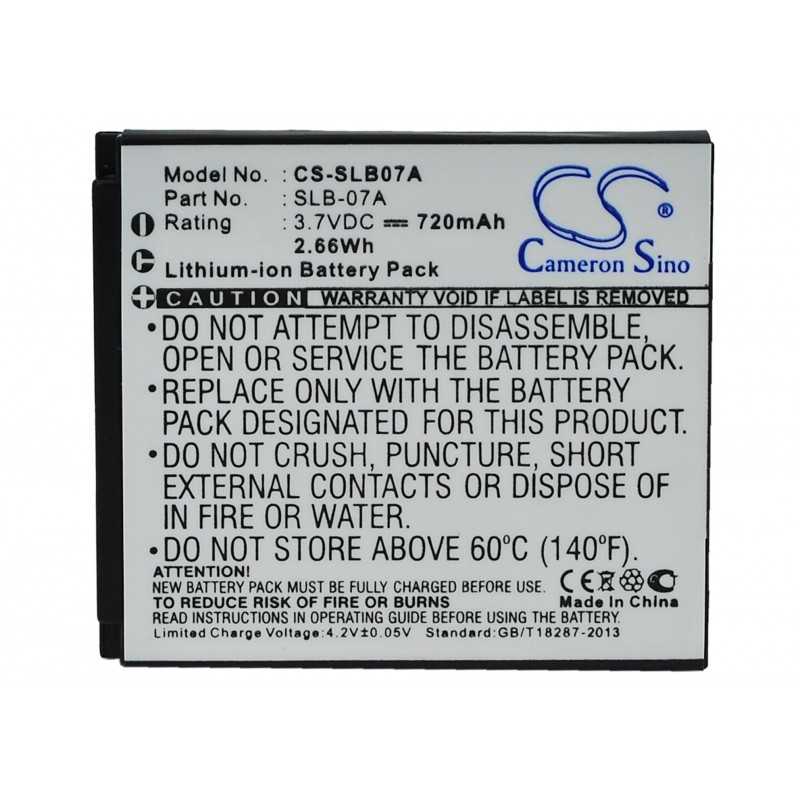 Model No. : CS-SLB07A
Part No. : SLB-07A
Rating : 3.7VDC ⎓ 720mAh
2.66Wh
Lithium-ion Battery Pack
CS ®
Cameron Sino
− C +
CAUTION WARRANTY VOID IF LABEL IS REMOVED
•DO NOT ATTEMPT TO DISASSEMBLE,
OPEN OR SERVICE THE BATTERY PACK.
•REPLACE ONLY WITH THE BATTERY
PACK DESIGNATED FOR THIS PRODUCT.
•DO NOT CRUSH, PUNCTURE, SHORT
EXTERNAL CONTACTS, OR DISPOSE OF
IN FIRE OR WATER.
•DO NOT STORE ABOVE 60°C (140°F).
ATTENTION!
NEW BATTERY PACK MUST BE FULLY CHARGED BEFORE USE.
TO REDUCE RISK OF FIRE OR BURNS
READ INSTRUCTIONS IN OPERATION MANUAL BEFORE USE.
Limited Charge Voltage:4.2V±0.05V Standard:GB/T18287-2013
CE
Made In China